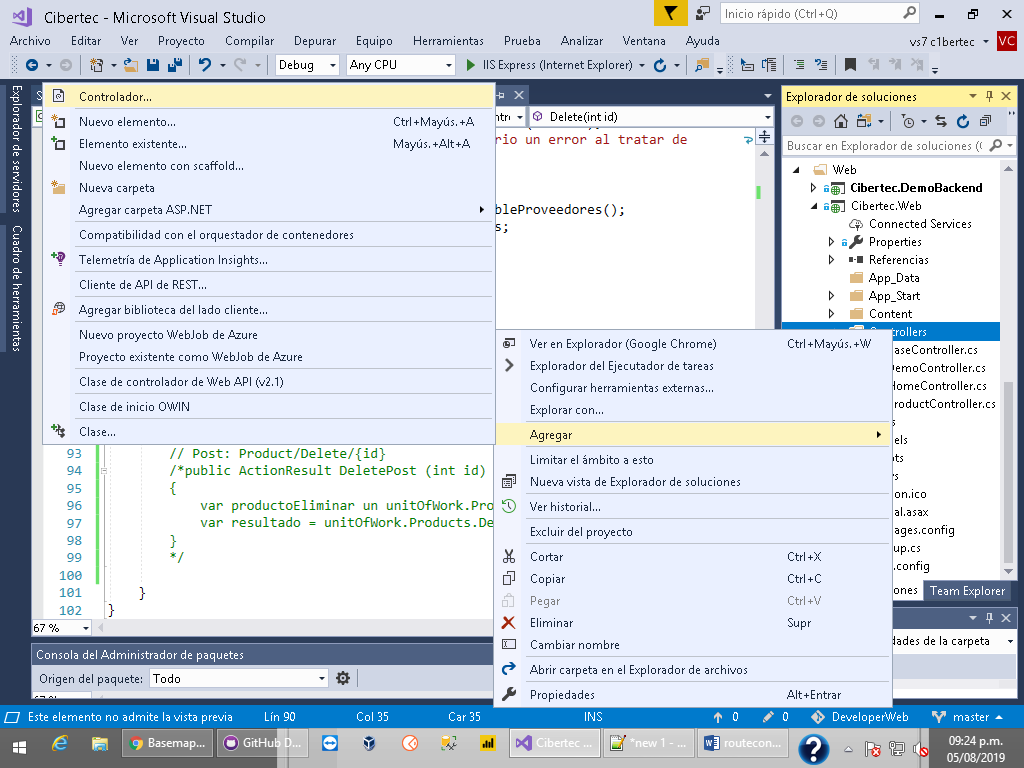 Cibertec - Microsoft Visual Studio
Inicio rápido (Ctrl+Q)
Archivo Editar Ver Proyecto Compilar Depurar Equipo Herramientas Prueba Analizar Ventana Ayuda
vs7 c1bertec VC
Debug Any CPU IIS Express (Internet Explorer)
Explorador de servidores
Cuadro de herramientas
Controlador...
Nuevo elemento... Ctrl+Mayús.+A
Elemento existente... Mayús.+Alt+A
Nuevo elemento con scaffold...
Nueva carpeta
Agregar carpeta ASP.NET
Compatibilidad con el orquestador de contenedores
Telemetría de Application Insights...
Cliente de API de REST...
Agregar biblioteca del lado cliente...
Nuevo proyecto WebJob de Azure
Proyecto existente como WebJob de Azure
Clase de controlador de Web API (v2.1)
Clase de inicio OWIN
Clase...
Delete(int id)
rio un error al tratar de
bleProveedores();
s;
93 // Post: Product/Delete/{id}
94 /*public ActionResult DeletePost (int id)
95 {
96 var productoEliminar un unitOfWork.Pro
97 var resultado = unitOfWork.Products.De
98 }
99 */
100
101 }
102 }
67 %
Explorador de soluciones
Buscar en Explorador de soluciones (
Web
Cibertec.DemoBackend
Cibertec.Web
Connected Services
Properties
Referencias
App_Data
App_Start
Content
ntrollers
aseController.cs
emoController.cs
HomeController.cs
roductController.cs
s
els
ts
s
on.ico
al.asax
ages.config
up.cs
.config
ones Team Explorer
dades de la carpeta
Ver en Explorador (Google Chrome) Ctrl+Mayús.+W
Explorador del Ejecutador de tareas
Configurar herramientas externas...
Explorar con...
Agregar
Limitar el ámbito a esto
Nueva vista de Explorador de soluciones
Ver historial...
Excluir del proyecto
Cortar Ctrl+X
Copiar Ctrl+C
Pegar Ctrl+V
Eliminar Supr
Cambiar nombre
Abrir carpeta en el Explorador de archivos
Propiedades Alt+Entrar
Consola del Administrador de paquetes
Origen del paquete: Todo
Este elemento no admite la vista previa Lín 90 Col 35 Car 35 INS 0 0 DeveloperWeb master
Basemap... GitHub D... Cibertec ... *new 1 - ... routecon...
09:24 p.m.
05/08/2019